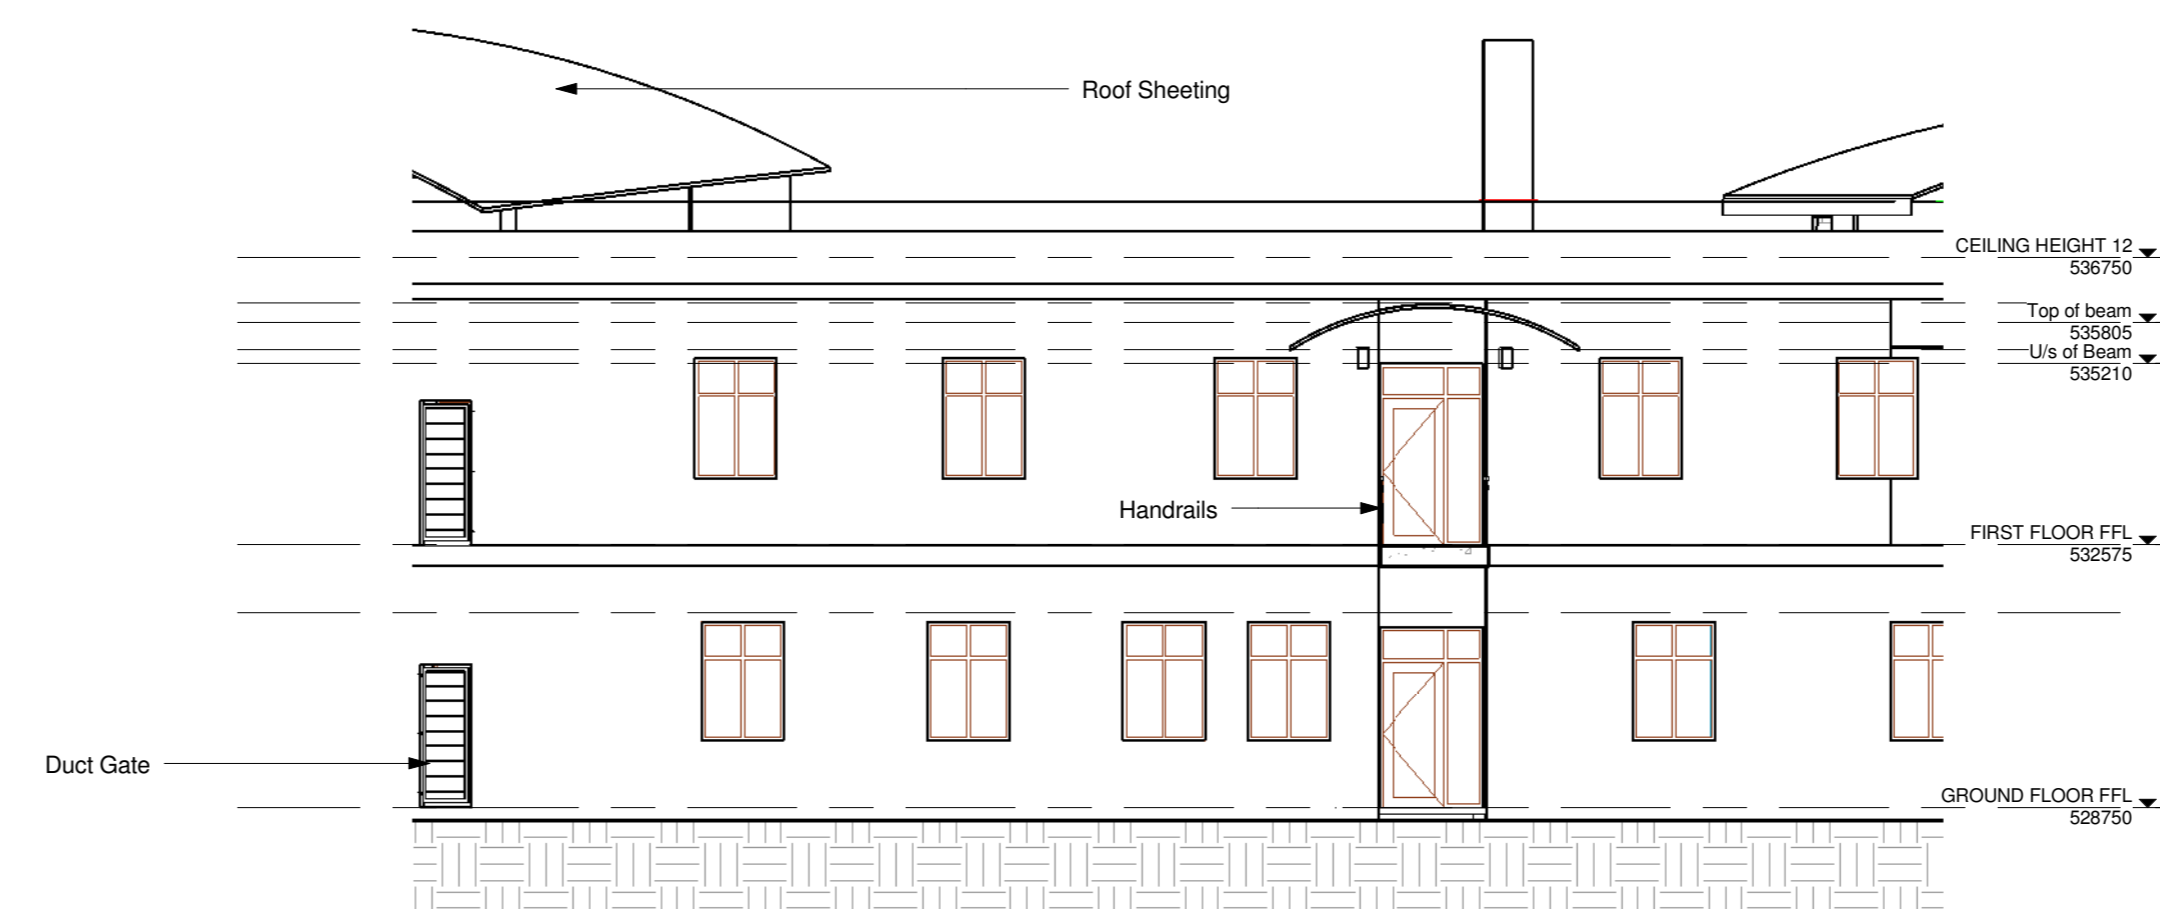 Roof Sheeting
CEILING HEIGHT 12
536750
Top of beam
535805
U/s of Beam
535210
Handrails
FIRST FLOOR FFL
532575
Duct Gate
GROUND FLOOR FFL
528750